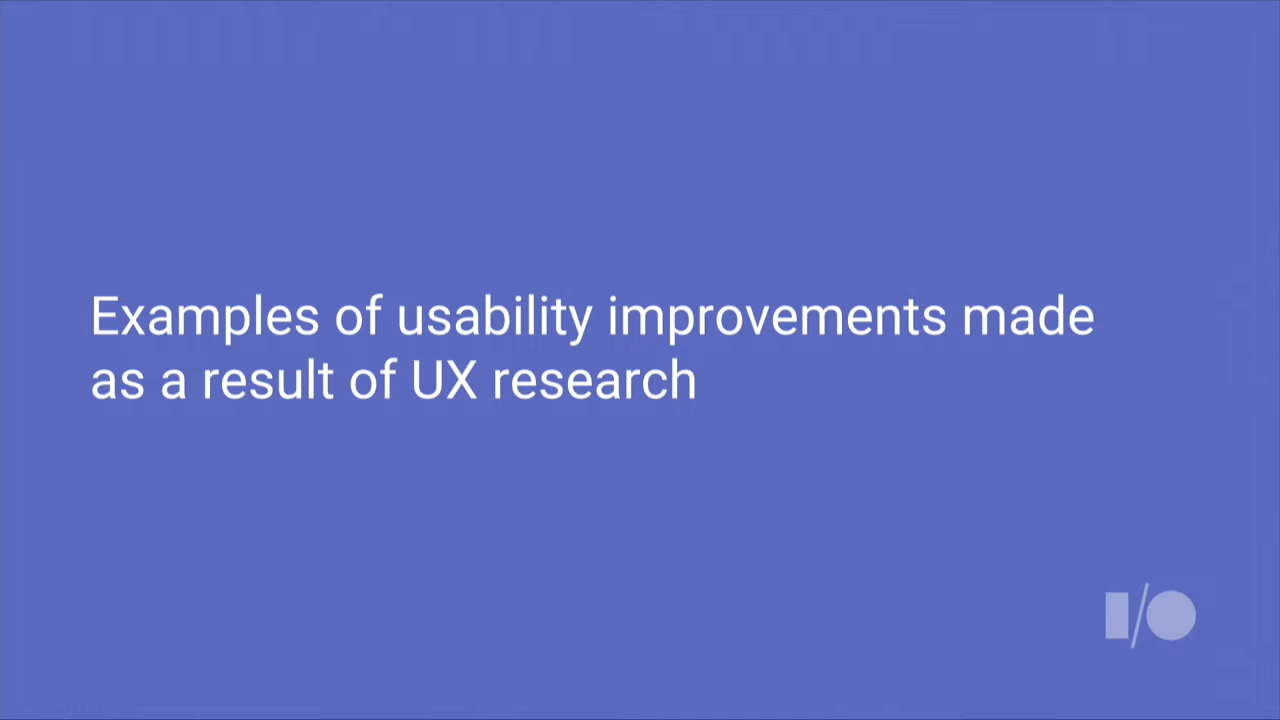 Examples of usability improvements made
as a result of UX research
I/O